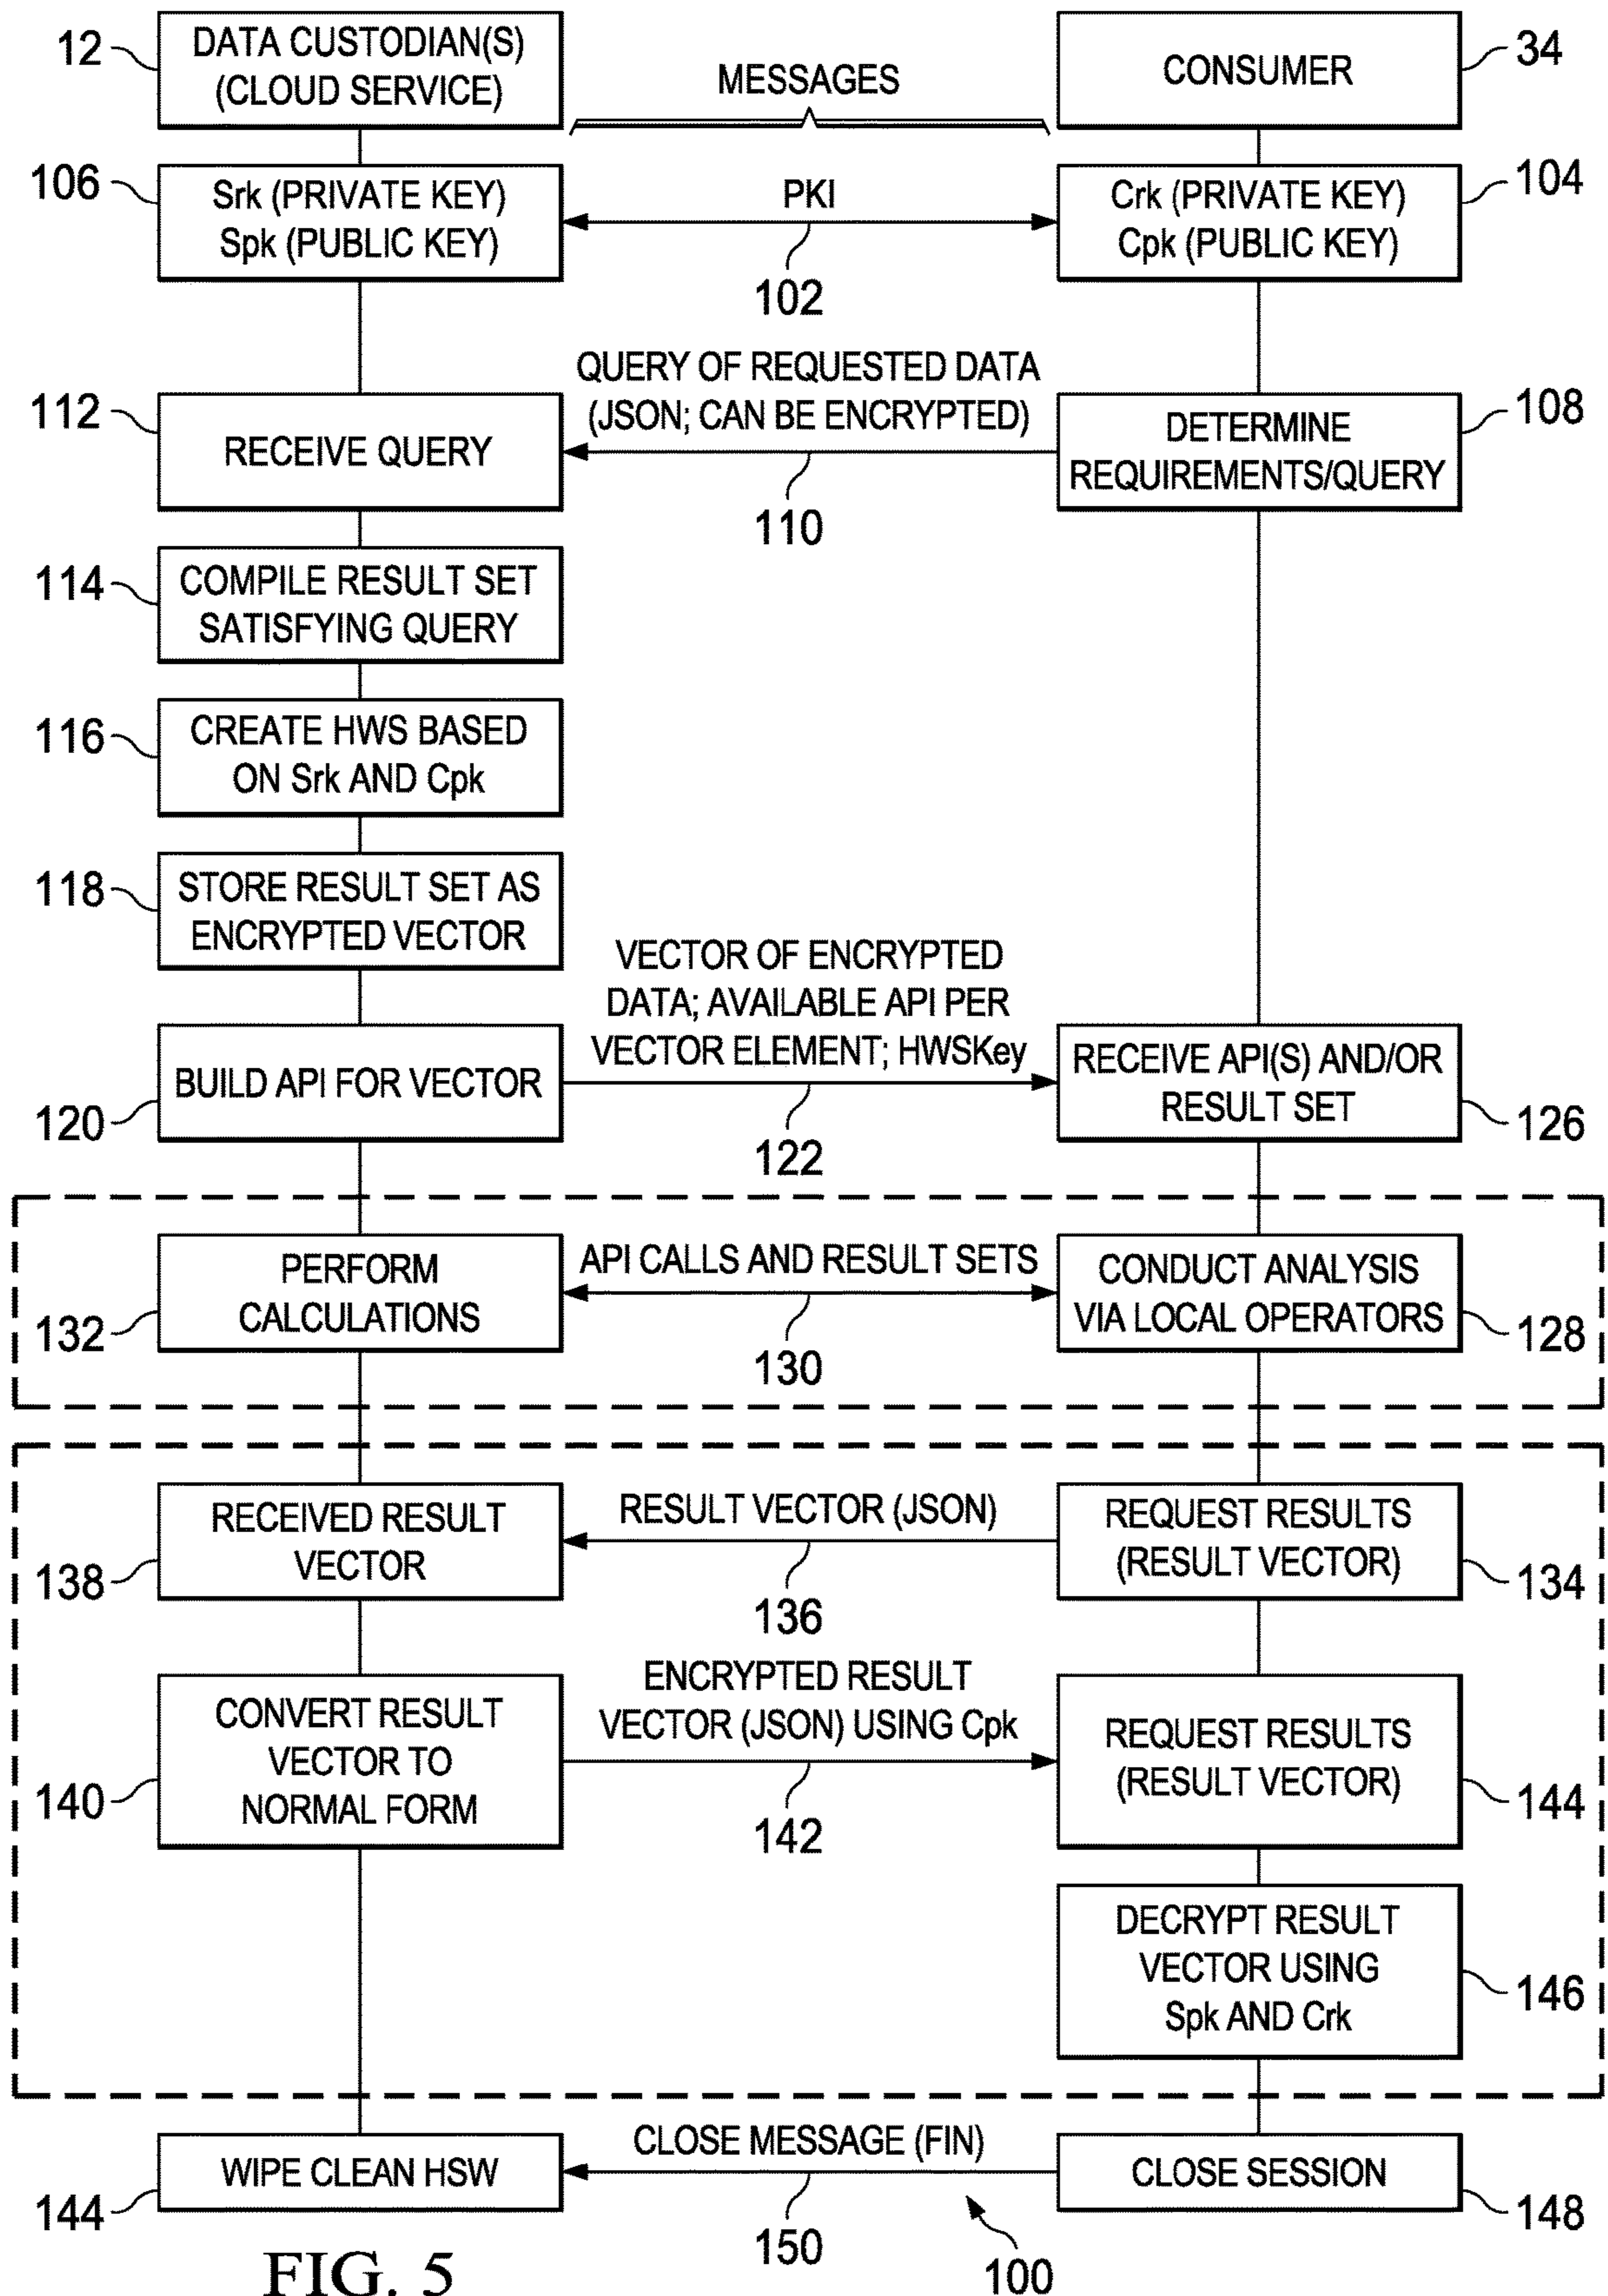 DATA CUSTODIAN(S)
(CLOUD SERVICE)
12
MESSAGES
CONSUMER
34
106
Srk (PRIVATE KEY)
Spk (PUBLIC KEY)
PKI
102
Crk (PRIVATE KEY)
Cpk (PUBLIC KEY)
104
112
RECEIVE QUERY
QUERY OF REQUESTED DATA
(JSON; CAN BE ENCRYPTED)
110
DETERMINE
REQUIREMENTS/QUERY
108
114
COMPILE RESULT SET
SATISFYING QUERY
116
CREATE HWS BASED
ON Srk AND Cpk
118
STORE RESULT SET AS
ENCRYPTED VECTOR
120
BUILD API FOR VECTOR
VECTOR OF ENCRYPTED
DATA; AVAILABLE API PER
VECTOR ELEMENT; HWSKey
122
RECEIVE API(S) AND/OR
RESULT SET
126
132
PERFORM
CALCULATIONS
API CALLS AND RESULT SETS
130
CONDUCT ANALYSIS
VIA LOCAL OPERATORS
128
138
RECEIVED RESULT
VECTOR
RESULT VECTOR (JSON)
136
REQUEST RESULTS
(RESULT VECTOR)
134
140
CONVERT RESULT
VECTOR TO
NORMAL FORM
ENCRYPTED RESULT
VECTOR (JSON) USING Cpk
142
REQUEST RESULTS
(RESULT VECTOR)
144
DECRYPT RESULT
VECTOR USING
Spk AND Crk
146
144
WIPE CLEAN HSW
CLOSE MESSAGE (FIN)
150
CLOSE SESSION
148
100
FIG. 5